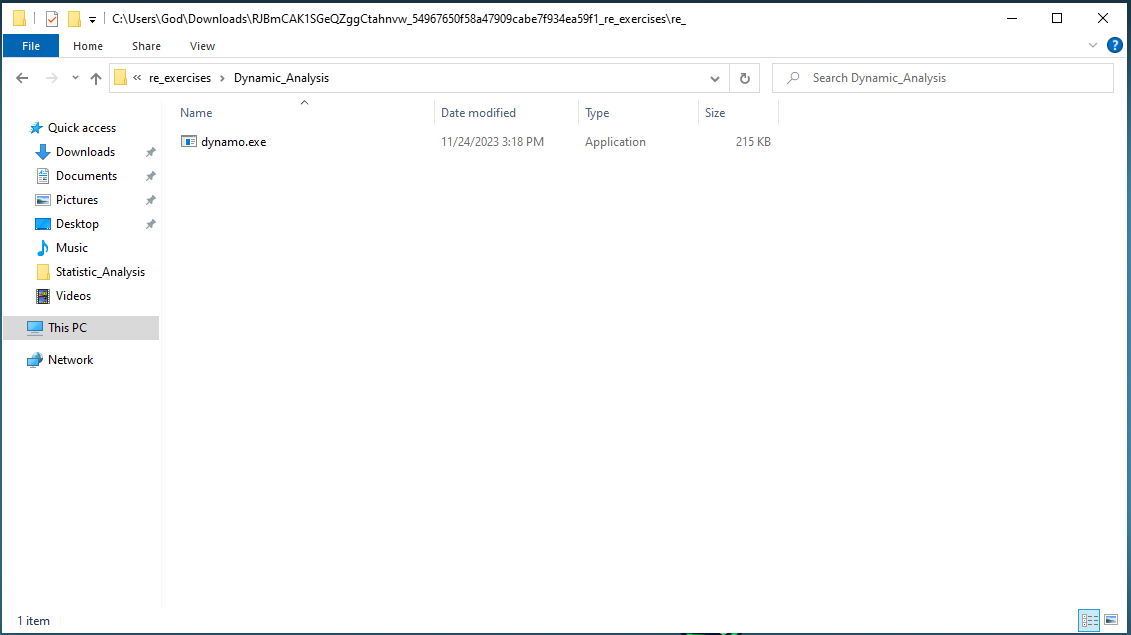 C:\Users\God\Downloads\RJBmCAK1SGeQZggCtahnvw_54967650f58a47909cabe7f934ea59f1_re_exercises\re_
File Home Share View
« re_exercises › Dynamic_Analysis
Search Dynamic_Analysis
Name Date modified Type Size
dynamo.exe 11/24/2023 3:18 PM Application 215 KB
Quick access
Downloads
Documents
Pictures
Desktop
Music
Statistic_Analysis
Videos
This PC
Network
1 item